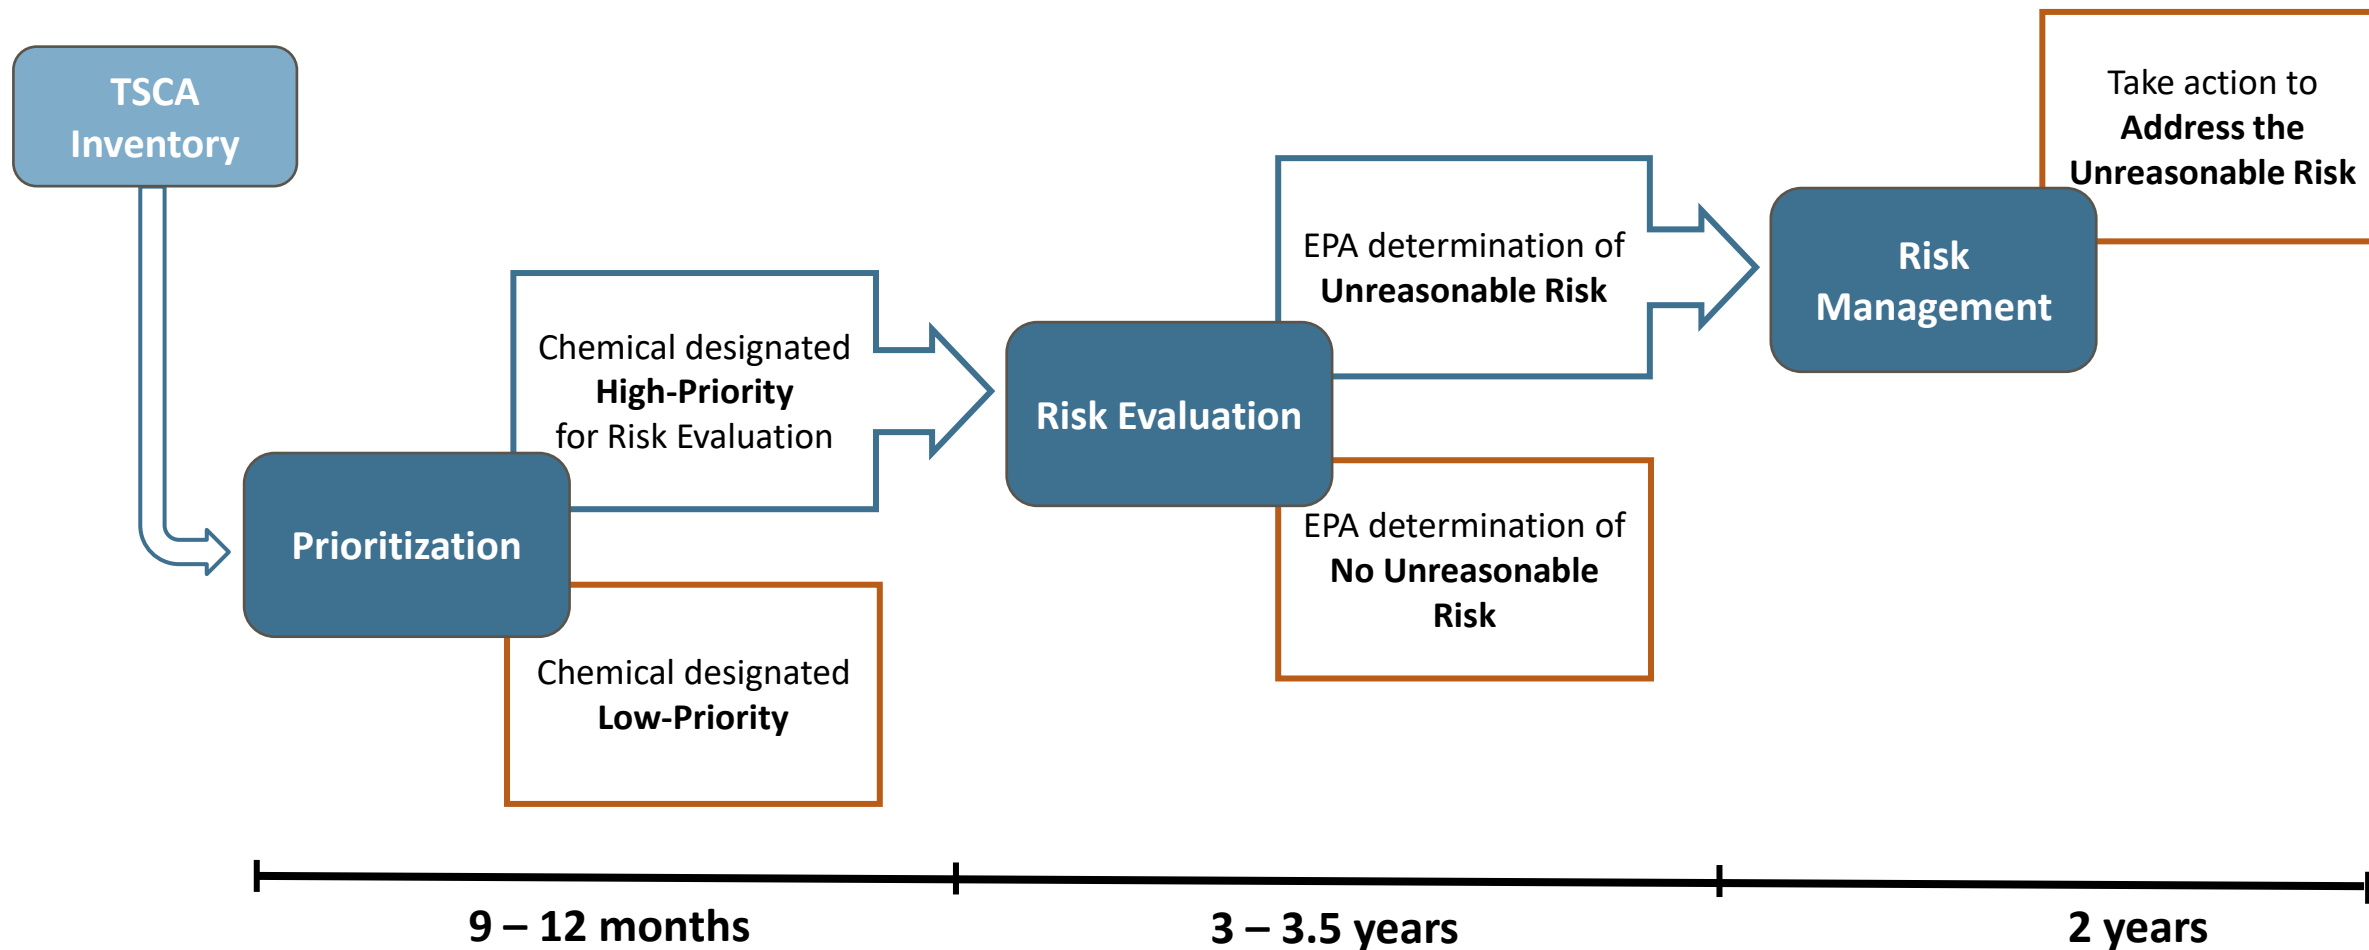 TSCA
Inventory
Prioritization
Chemical designated
High-Priority
for Risk Evaluation
Chemical designated
Low-Priority
Risk Evaluation
EPA determination of
Unreasonable Risk
EPA determination of
No Unreasonable
Risk
Risk
Management
Take action to
Address the
Unreasonable Risk
9 – 12 months
3 – 3.5 years
2 years